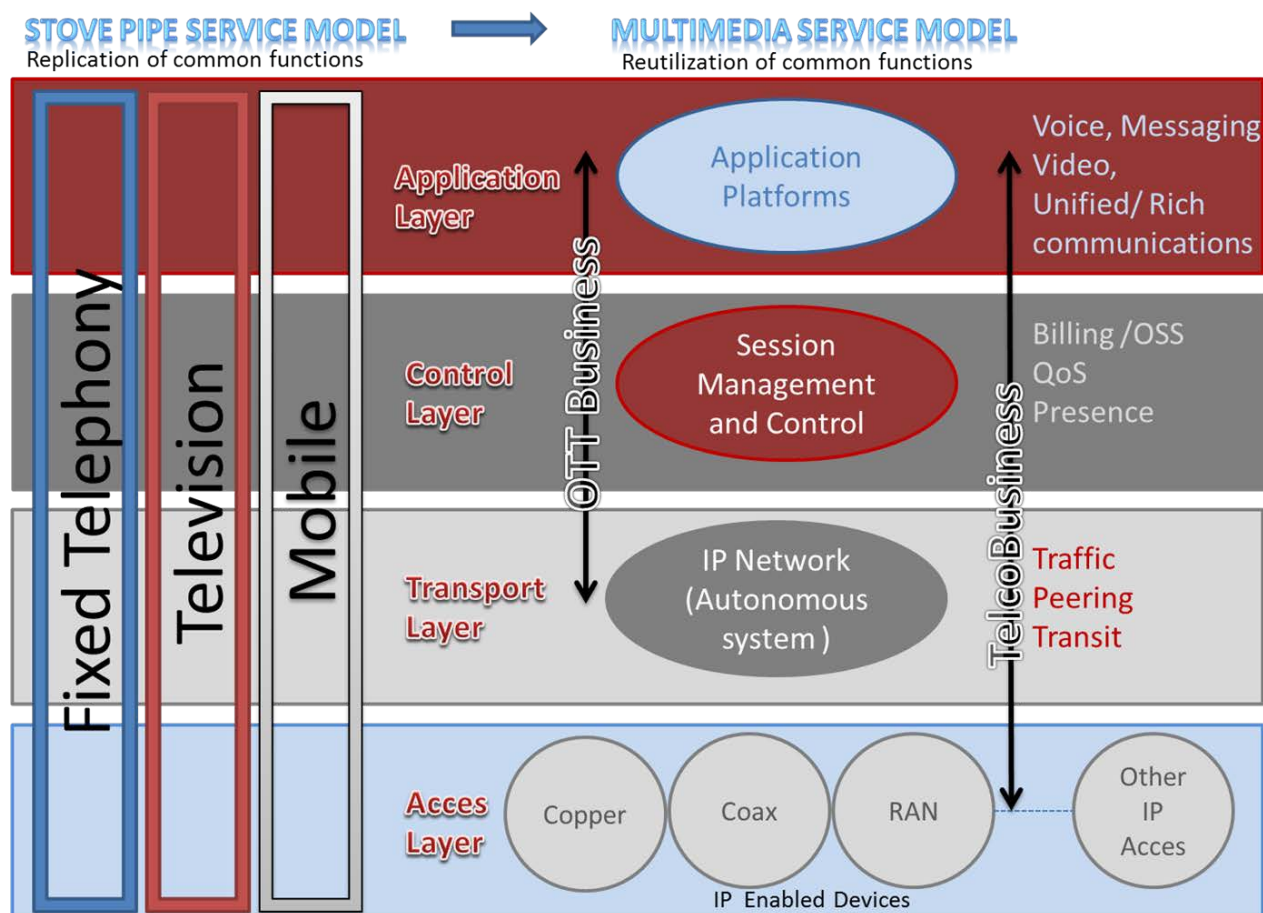 STOVE PIPE SERVICE MODEL
Replication of common functions
MULTIMEDIA SERVICE MODEL
Reutilization of common functions
Fixed Telephony
Television
Mobile
Application
Layer
OTT Business
Application
Platforms
TelcoBusiness
Voice, Messaging
Video,
Unified/ Rich
communications
Control
Layer
Session
Management
and Control
Billing /OSS
QoS
Presence
Transport
Layer
IP Network
(Autonomous
system )
Traffic
Peering
Transit
Acces
Layer
Copper
Coax
RAN
Other
IP
Acces
IP Enabled Devices